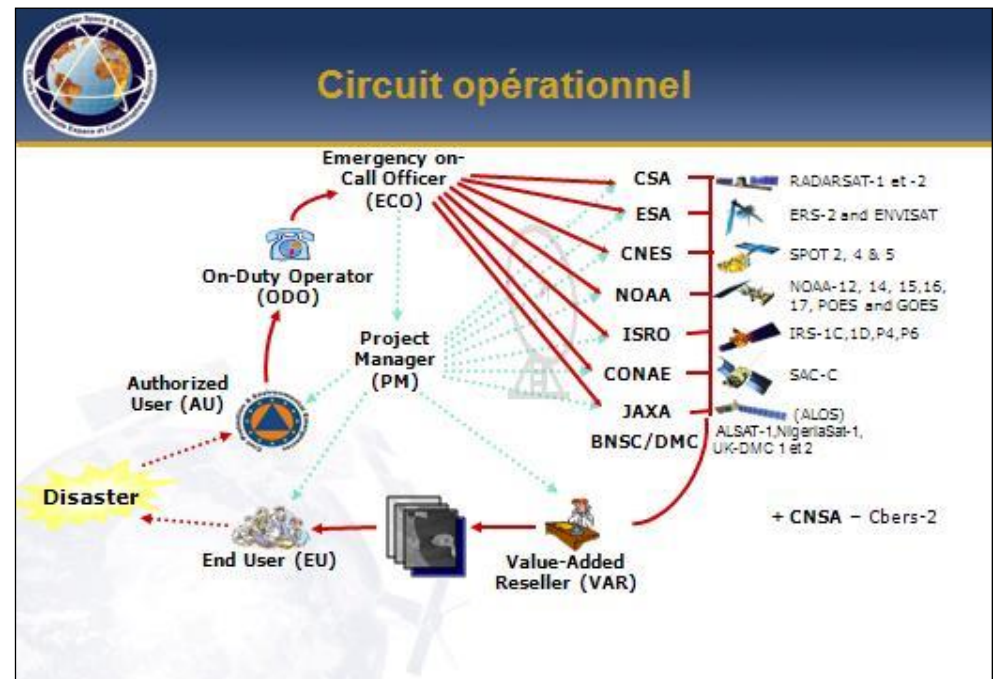 Circuit opérationnel
Emergency on-
Call Officer
(ECO)
On-Duty Operator
(ODO)
Project
Manager
(PM)
Authorized
User (AU)
Disaster
End User (EU)
Value-Added
Reseller (VAR)
CSA
RADARSAT-1 et -2
ESA
ERS-2 and ENVISAT
CNES
SPOT 2, 4 & 5
NOAA
NOAA-12, 14, 15,16,
17, POES and GOES
ISRO
IRS-1C,1D,P4,P6
CONAE
SAC-C
JAXA
(ALOS)
BNSC/DMC
ALSAT-1,NigeriaSat-1,
UK-DMC 1 et 2
+ CNSA – Cbers-2